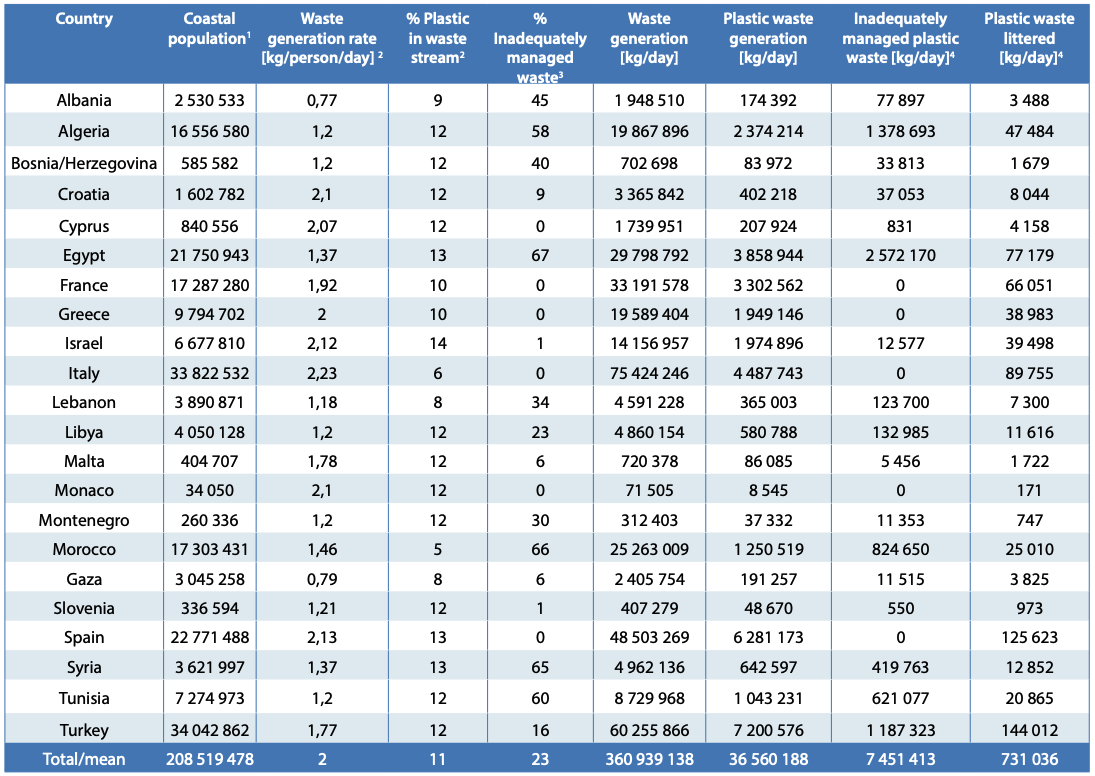 Country Coastal population¹ Waste generation rate [kg/person/day] ² % Plastic in waste stream² % Inadequately managed waste³ Waste generation [kg/day] Plastic waste generation [kg/day] Inadequately managed plastic waste [kg/day]⁴ Plastic waste littered [kg/day]⁴
Albania 2 530 533 0,77 9 45 1 948 510 174 392 77 897 3 488
Algeria 16 556 580 1,2 12 58 19 867 896 2 374 214 1 378 693 47 484
Bosnia/Herzegovina 585 582 1,2 12 40 702 698 83 972 33 813 1 679
Croatia 1 602 782 2,1 12 9 3 365 842 402 218 37 053 8 044
Cyprus 840 556 2,07 12 0 1 739 951 207 924 831 4 158
Egypt 21 750 943 1,37 13 67 29 798 792 3 858 944 2 572 170 77 179
France 17 287 280 1,92 10 0 33 191 578 3 302 562 0 66 051
Greece 9 794 702 2 10 0 19 589 404 1 949 146 0 38 983
Israel 6 677 810 2,12 14 1 14 156 957 1 974 896 12 577 39 498
Italy 33 822 532 2,23 6 0 75 424 246 4 487 743 0 89 755
Lebanon 3 890 871 1,18 8 34 4 591 228 365 003 123 700 7 300
Libya 4 050 128 1,2 12 23 4 860 154 580 788 132 985 11 616
Malta 404 707 1,78 12 6 720 378 86 085 5 456 1 722
Monaco 34 050 2,1 12 0 71 505 8 545 0 171
Montenegro 260 336 1,2 12 30 312 403 37 332 11 353 747
Morocco 17 303 431 1,46 5 66 25 263 009 1 250 519 824 650 25 010
Gaza 3 045 258 0,79 8 6 2 405 754 191 257 11 515 3 825
Slovenia 336 594 1,21 12 1 407 279 48 670 550 973
Spain 22 771 488 2,13 13 0 48 503 269 6 281 173 0 125 623
Syria 3 621 997 1,37 13 65 4 962 136 642 597 419 763 12 852
Tunisia 7 274 973 1,2 12 60 8 729 968 1 043 231 621 077 20 865
Turkey 34 042 862 1,77 12 16 60 255 866 7 200 576 1 187 323 144 012
Total/mean 208 519 478 2 11 23 360 939 138 36 560 188 7 451 413 731 036